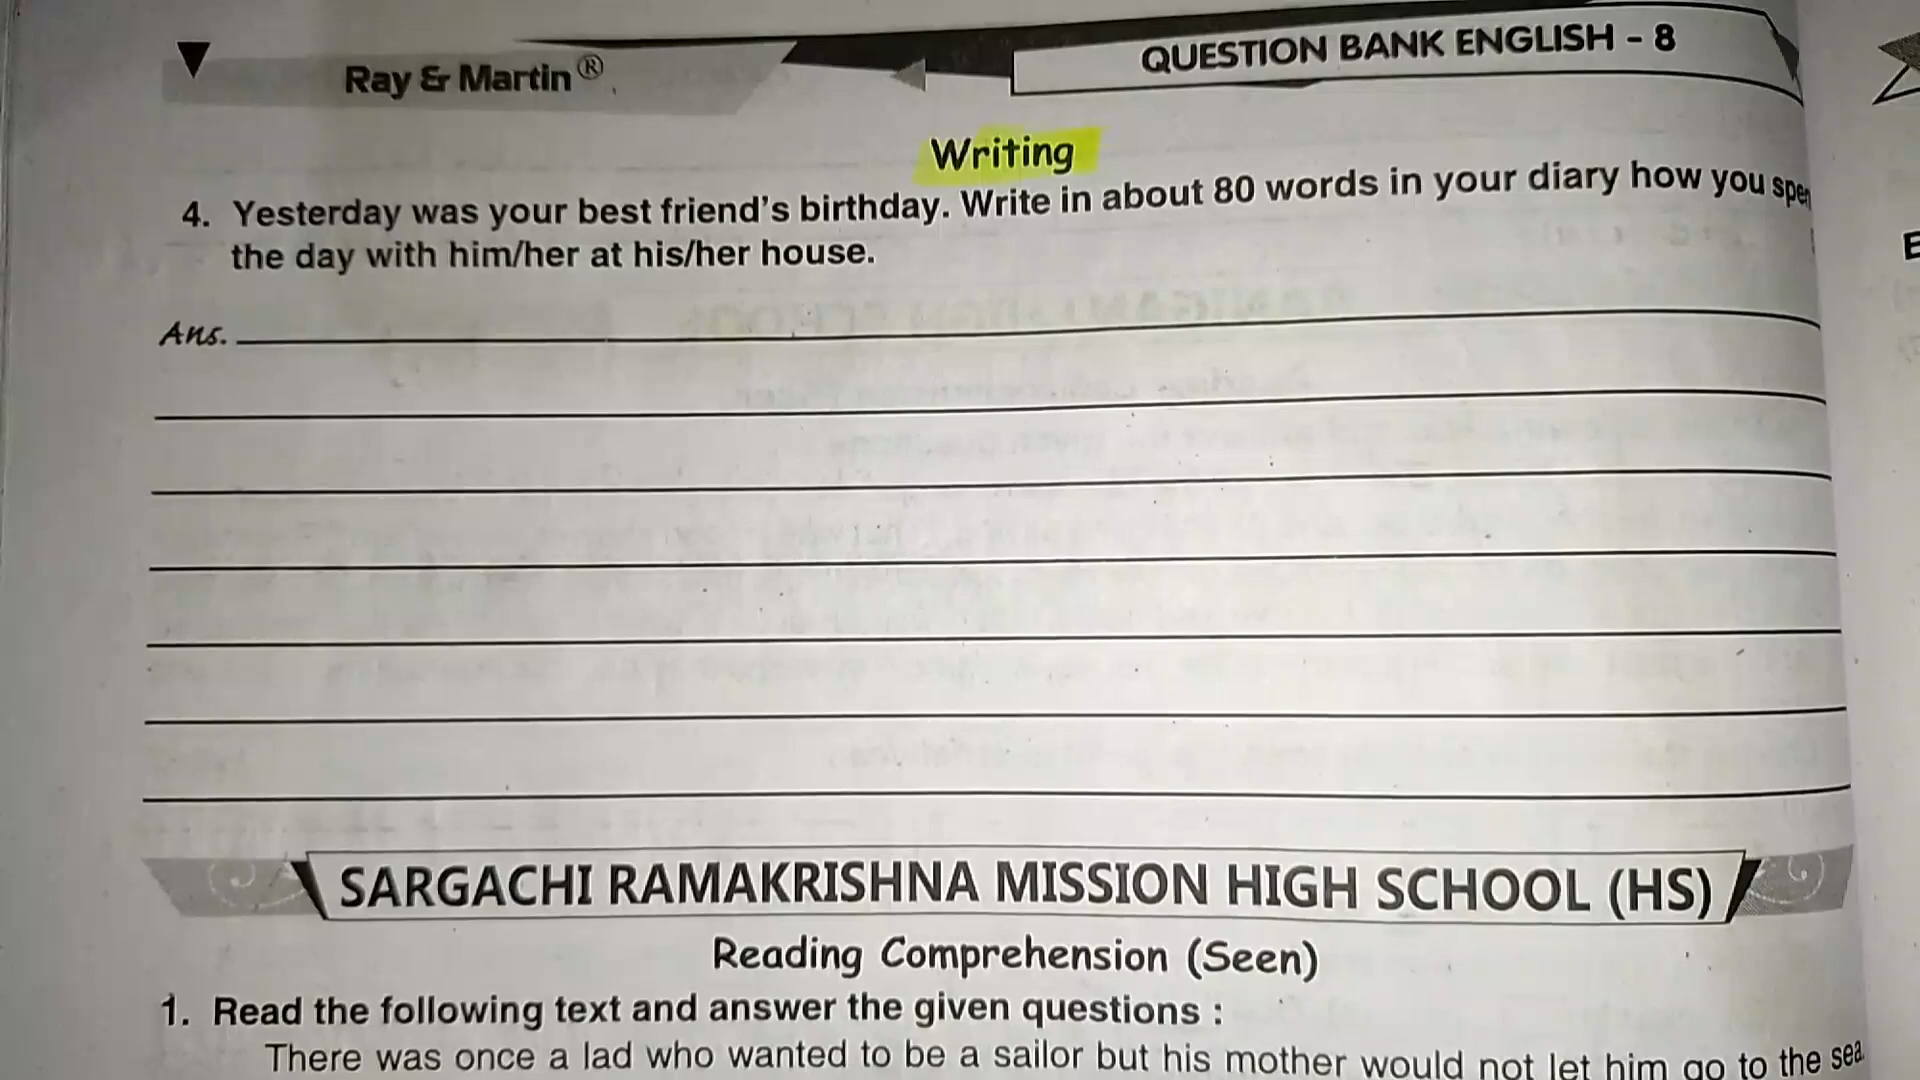 Ray & Martin®
QUESTION BANK ENGLISH - 8
Writing
4. Yesterday was your best friend's birthday. Write in about 80 words in your diary how you
the day with him/her at his/her house.
Ans.
SARGACHI RAMAKRISHNA MISSION HIGH SCHOOL (HS)
Reading Comprehension (Seen)
1. Read the following text and answer the given questions :
There was once a lad who wanted to be a sailor but his mother would not let him go to the sea.